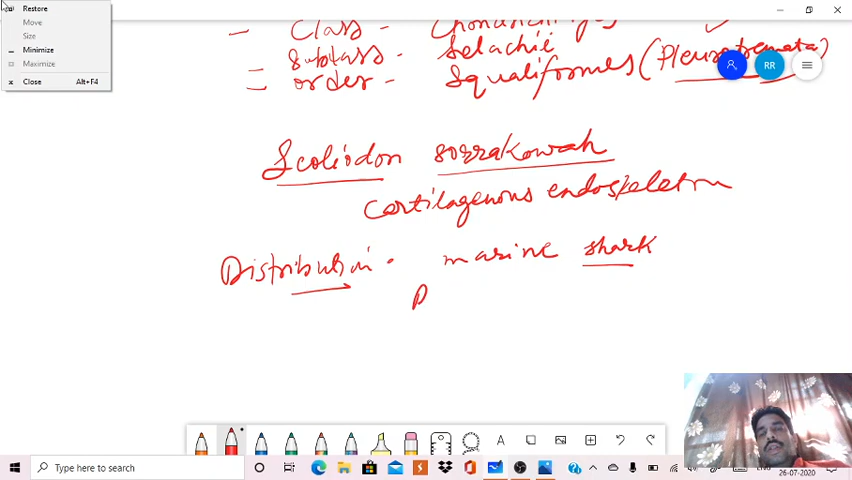 Restore
Move
Size
Minimize
Maximize
Close Alt+F4
- Class - Chondrichthyes
Subclass - Selachii
= order - Squaliformes (Pleurotremata)
RR
Scoliodon sorrakowah
Cartilagenous endoskeleton
Distribution - marine shark
P
A
Type here to search
26-07-2020